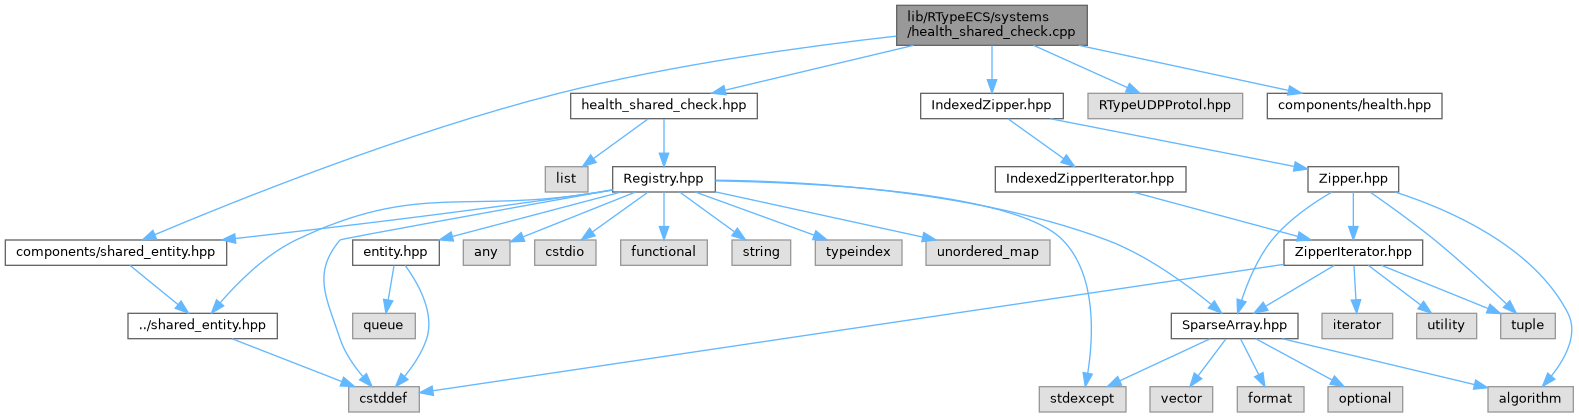 lib/RTypeECS/systems
/health_shared_check.cpp
health_shared_check.hpp
IndexedZipper.hpp
RTypeUDPProtol.hpp
components/health.hpp
list
Registry.hpp
IndexedZipperIterator.hpp
Zipper.hpp
components/shared_entity.hpp
entity.hpp
any
cstdio
functional
string
typeindex
unordered_map
ZipperIterator.hpp
../shared_entity.hpp
queue
SparseArray.hpp
iterator
utility
tuple
cstddef
stdexcept
vector
format
optional
algorithm